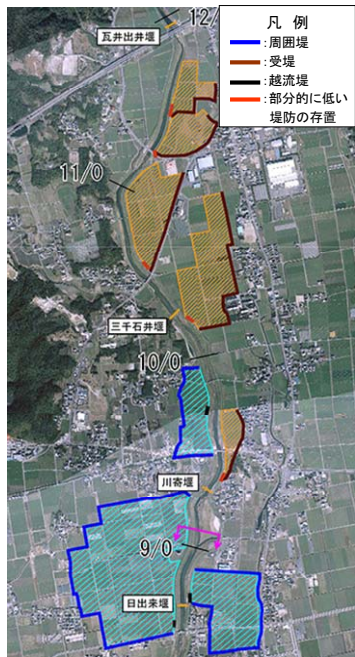 12/
瓦井出井堰
凡 例
:周囲堤
:受堤
:越流堤
:部分的に低い
堤防の存置
11/0
三千石井堰
10/0
川寄堰
9/0
日出来堰